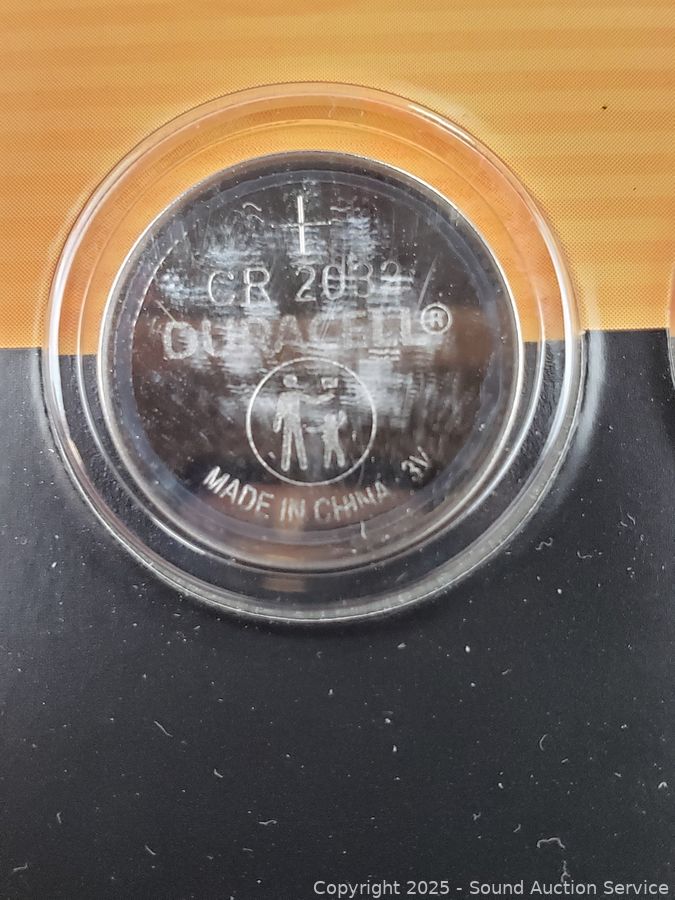 +
CR 2032
DURACELL®
MADE IN CHINA · 3V
Copyright 2025 - Sound Auction Service